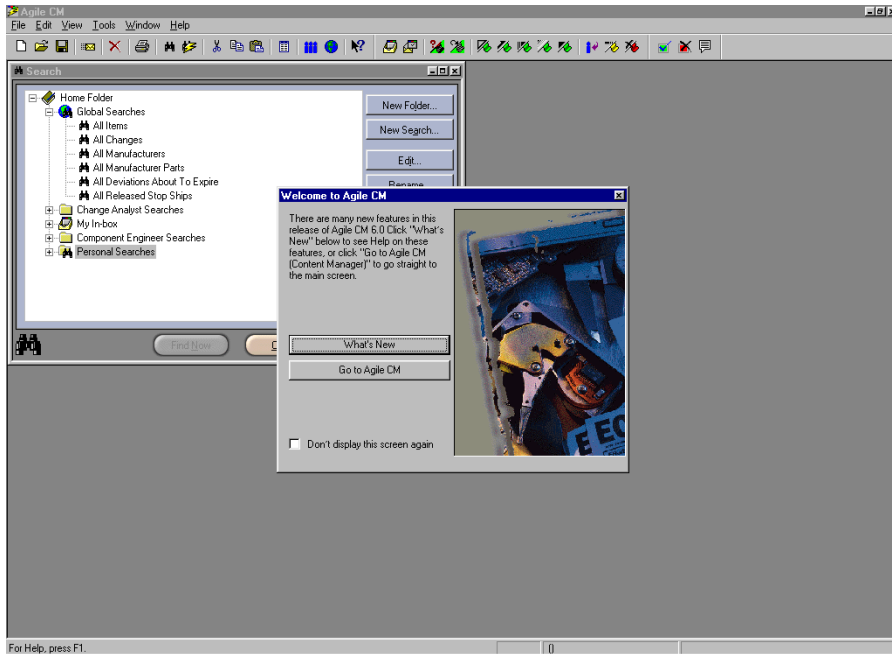 Agile CM
File Edit View Tools Window Help
Search
Home Folder
Global Searches
All Items
All Changes
All Manufacturers
All Manufacturer Parts
All Deviations About To Expire
All Released Stop Ships
Change Analyst Searches
My In-box
Component Engineer Searches
Personal Searches
New Folder...
New Search...
Edit...
Rename
Find Now
Welcome to Agile CM
There are many new features in this
release of Agile CM 6.0 Click "What's
New" below to see Help on these
features, or click "Go to Agile CM
(Content Manager)" to go straight to
the main screen.
What's New
Go to Agile CM
Don't display this screen again
E EC
For Help, press F1.
()